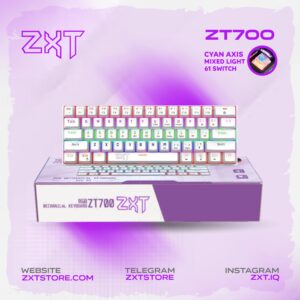 ZXT
ZT700
CYAN AXIS
MIXED LIGHT
61 SWITCH
RGB
MECHANICAL KEYBOARD ZT700 ZXT
WEBSITE
ZXTSTORE.COM
TELEGRAM
ZXTSTORE
INSTAGRAM
ZXT.IQ